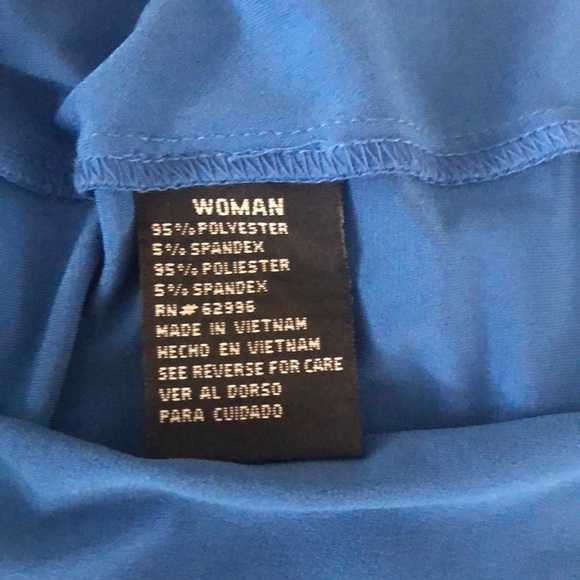 WOMAN
95% POLYESTER
5% SPANDEX
95% POLIESTER
5% SPANDEX
RN# 62996
MADE IN VIETNAM
HECHO EN VIETNAM
SEE REVERSE FOR CARE
VER AL DORSO
PARA CUIDADO